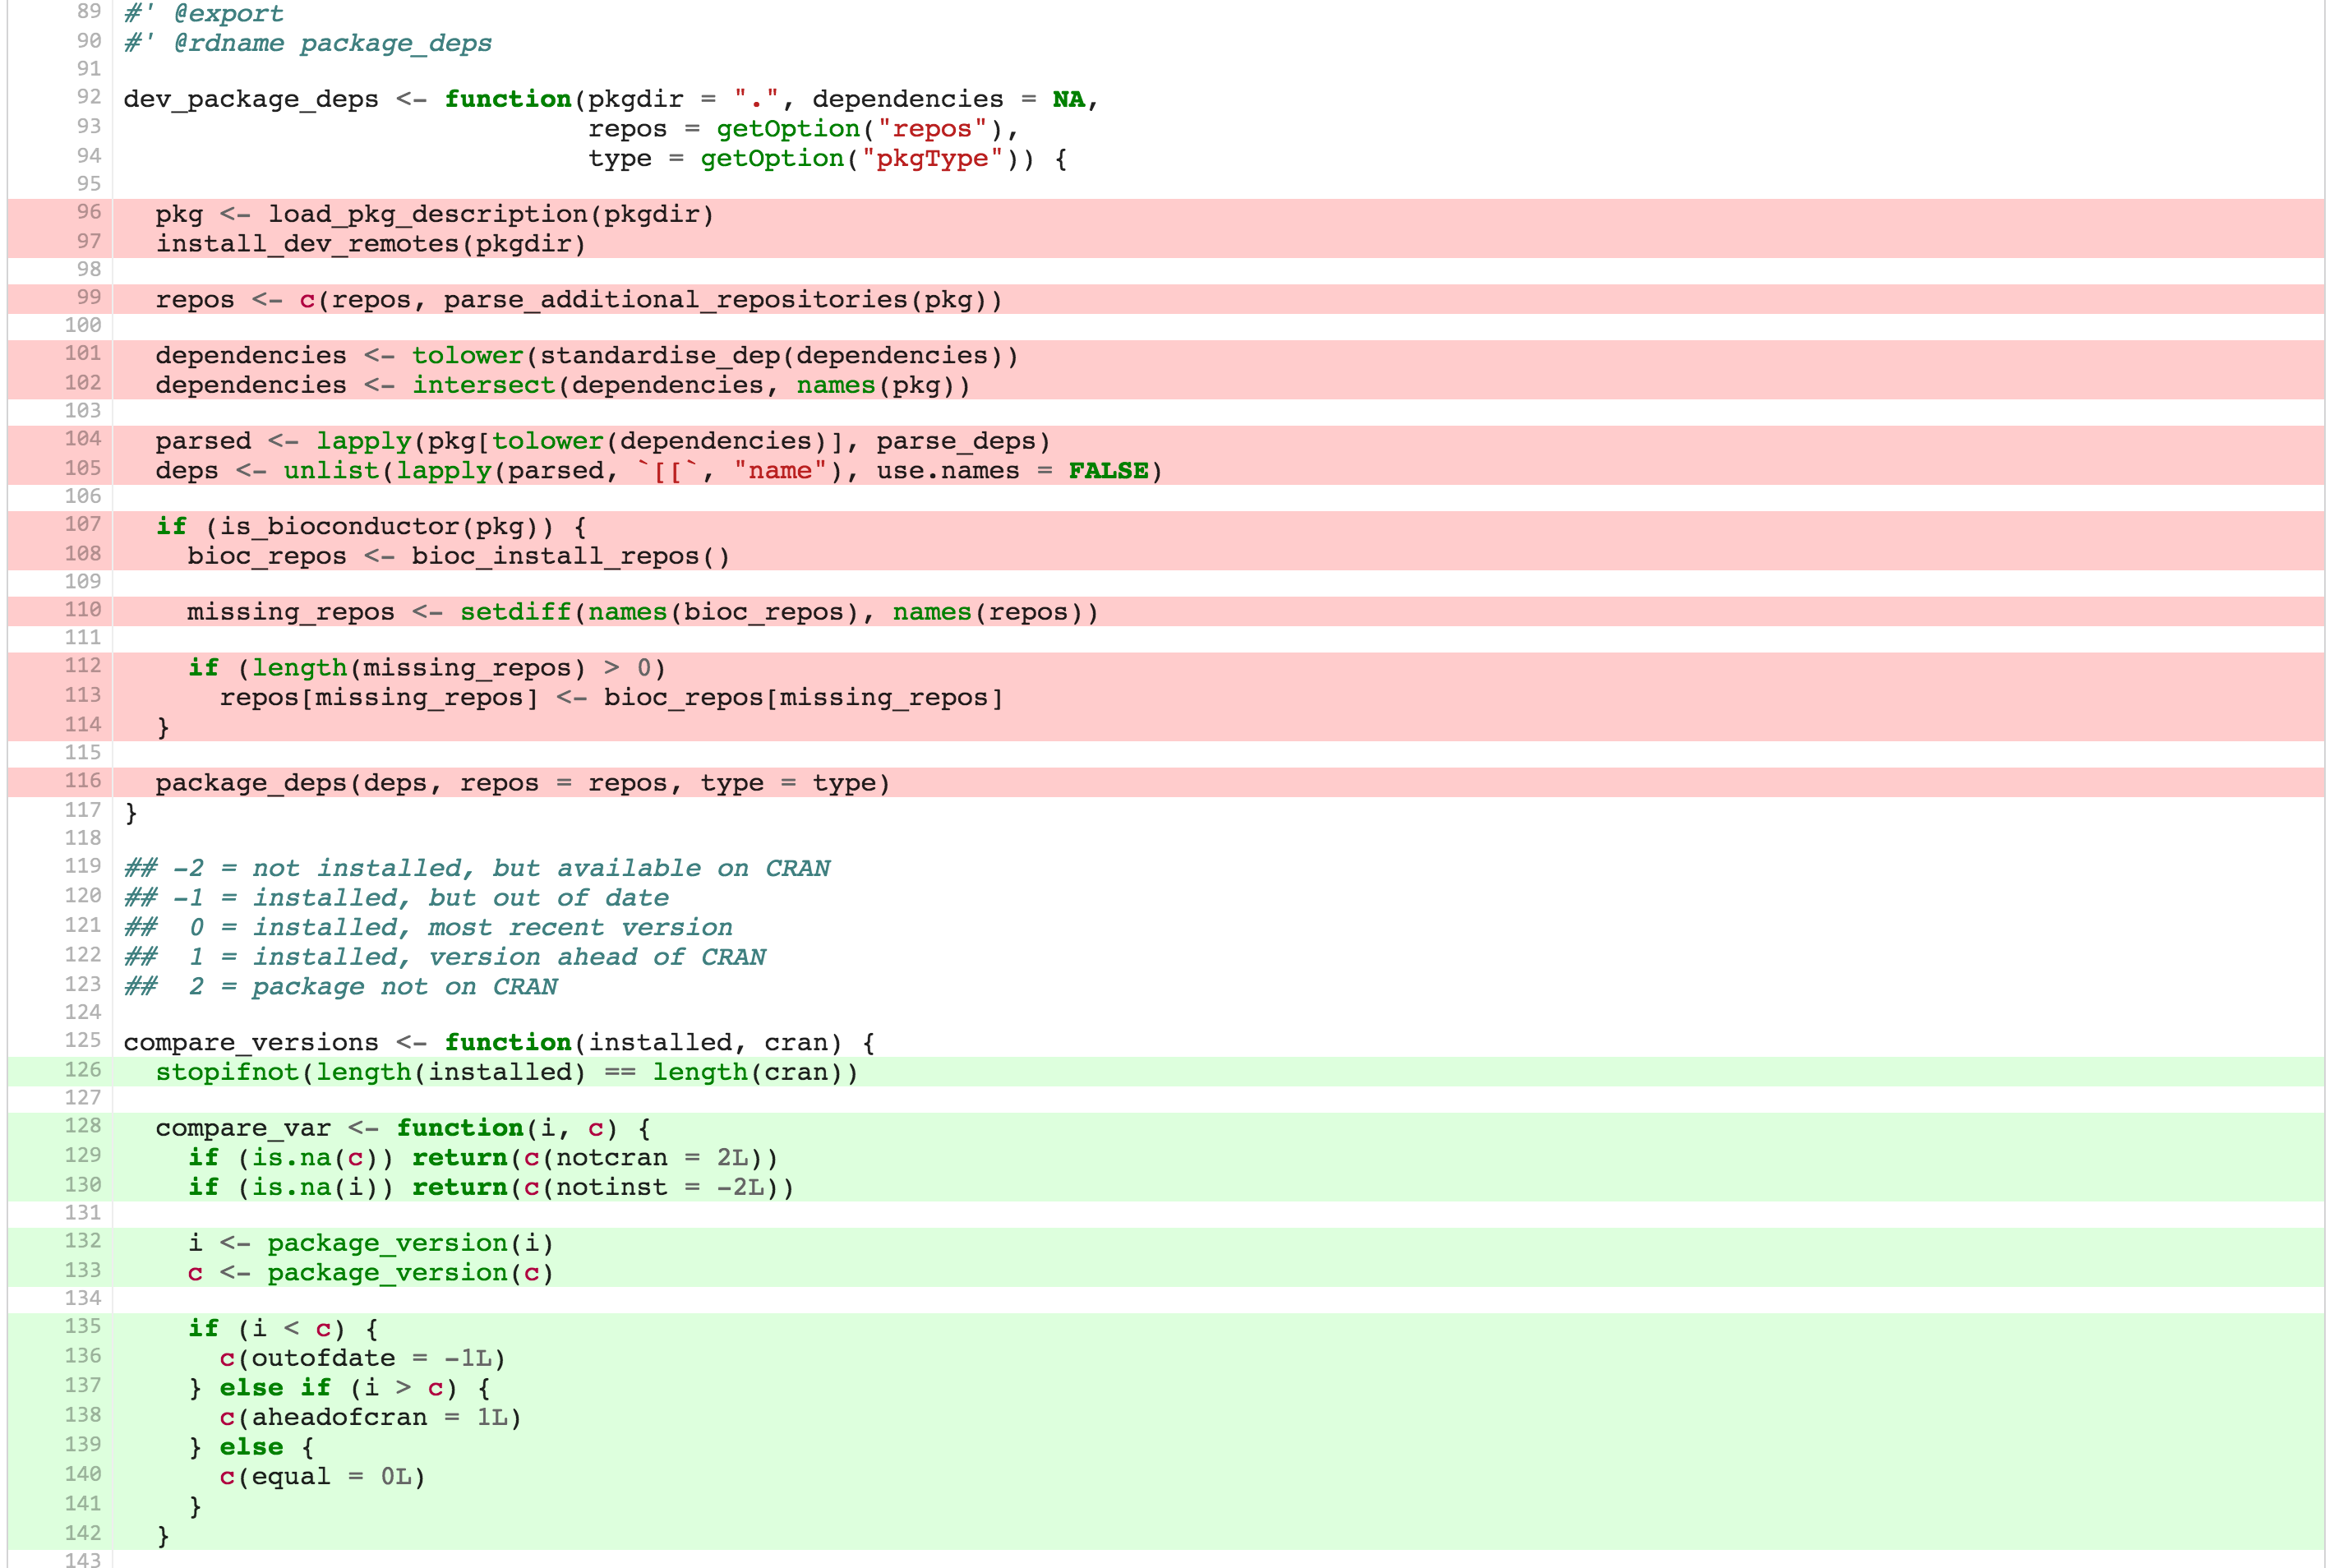 89 #' @export
90 #' @rdname package_deps
91
92 dev_package_deps <- function(pkgdir = ".", dependencies = NA,
93                              repos = getOption("repos"),
94                              type = getOption("pkgType")) {
95
96   pkg <- load_pkg_description(pkgdir)
97   install_dev_remotes(pkgdir)
98
99   repos <- c(repos, parse_additional_repositories(pkg))
100
101   dependencies <- tolower(standardise_dep(dependencies))
102   dependencies <- intersect(dependencies, names(pkg))
103
104   parsed <- lapply(pkg[tolower(dependencies)], parse_deps)
105   deps <- unlist(lapply(parsed, `[[`, "name"), use.names = FALSE)
106
107   if (is_bioconductor(pkg)) {
108     bioc_repos <- bioc_install_repos()
109
110     missing_repos <- setdiff(names(bioc_repos), names(repos))
111
112     if (length(missing_repos) > 0)
113       repos[missing_repos] <- bioc_repos[missing_repos]
114   }
115
116   package_deps(deps, repos = repos, type = type)
117 }
118
119 ## -2 = not installed, but available on CRAN
120 ## -1 = installed, but out of date
121 ##  0 = installed, most recent version
122 ##  1 = installed, version ahead of CRAN
123 ##  2 = package not on CRAN
124
125 compare_versions <- function(installed, cran) {
126   stopifnot(length(installed) == length(cran))
127
128   compare_var <- function(i, c) {
129     if (is.na(c)) return(c(notcran = 2L))
130     if (is.na(i)) return(c(notinst = -2L))
131
132     i <- package_version(i)
133     c <- package_version(c)
134
135     if (i < c) {
136       c(outofdate = -1L)
137     } else if (i > c) {
138       c(aheadofcran = 1L)
139     } else {
140       c(equal = 0L)
141     }
142   }
143